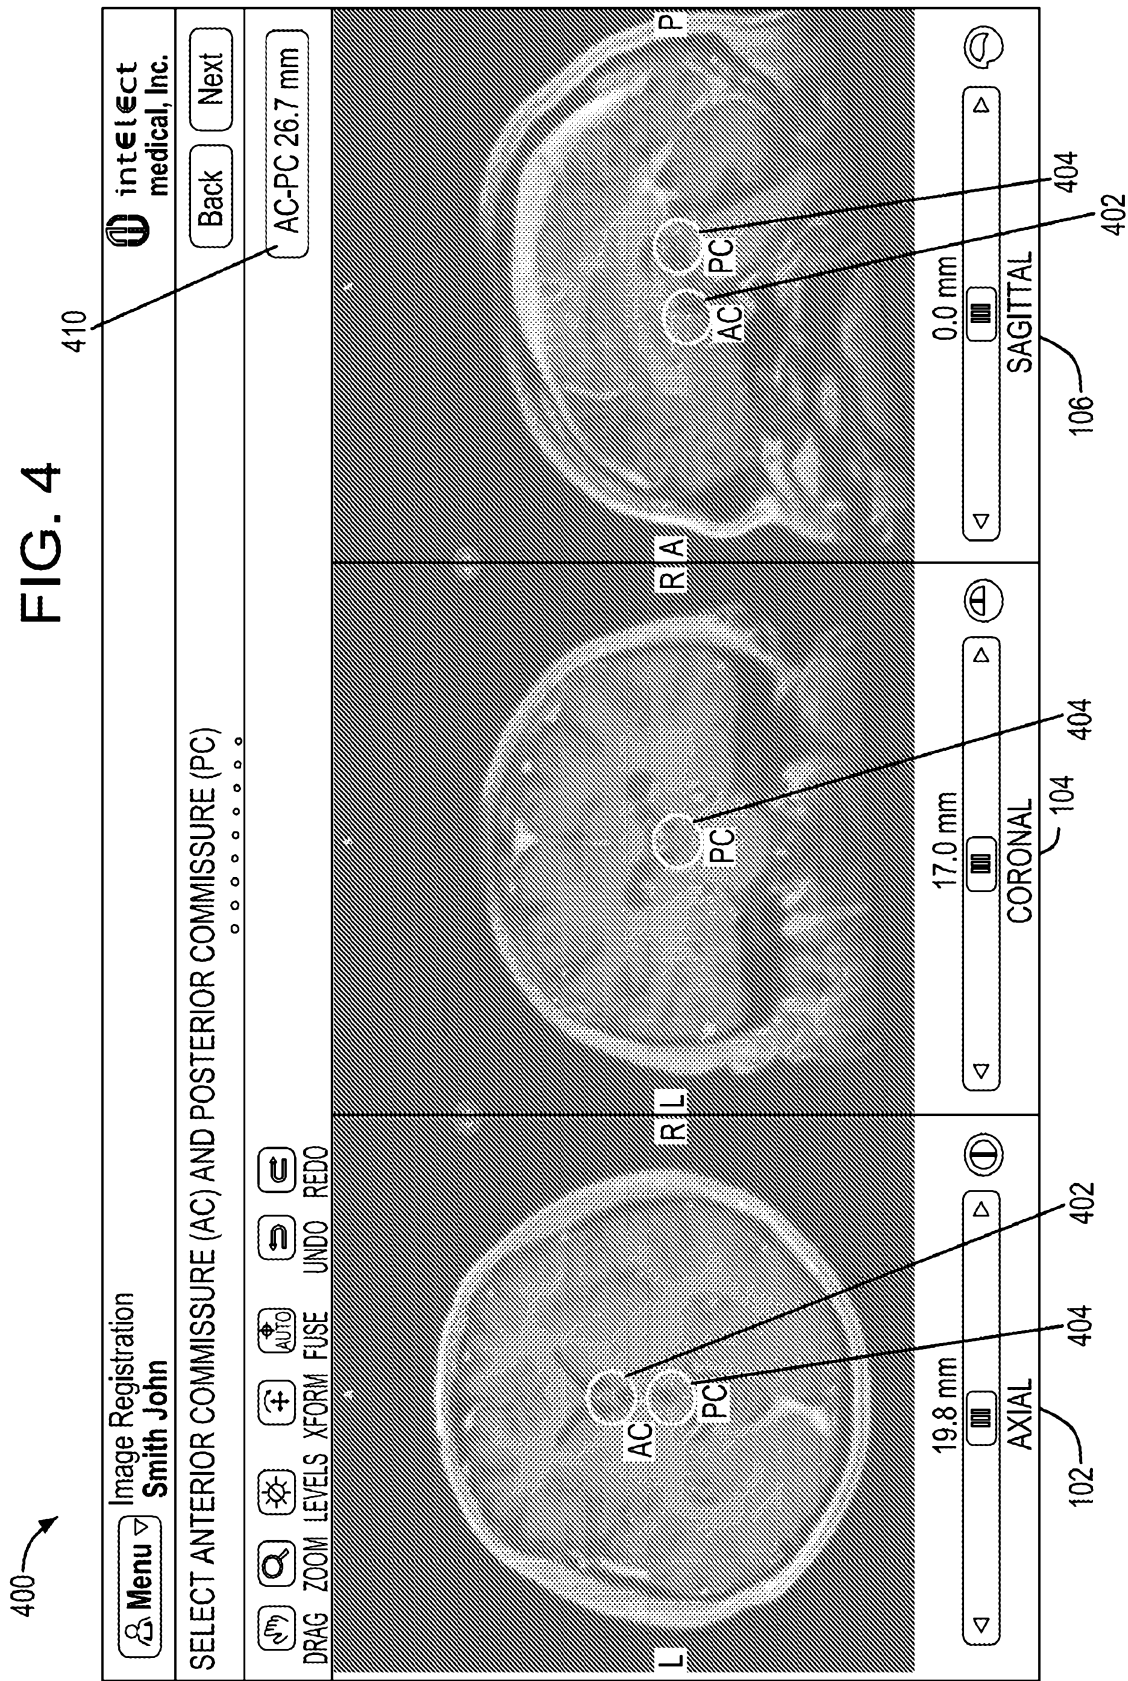 FIG. 4
400
410
Menu
Image Registration
Smith John
intelect
medical, Inc.
SELECT ANTERIOR COMMISSURE (AC) AND POSTERIOR COMMISSURE (PC)
Back
Next
AUTO
DRAG ZOOM LEVELS XFORM FUSE UNDO REDO
AC-PC 26.7 mm
L
AC
PC
R
L
PC
R
A
AC
PC
P
19.8 mm
AXIAL
17.0 mm
CORONAL
0.0 mm
SAGITTAL
102
404
402
104
404
106
402
404